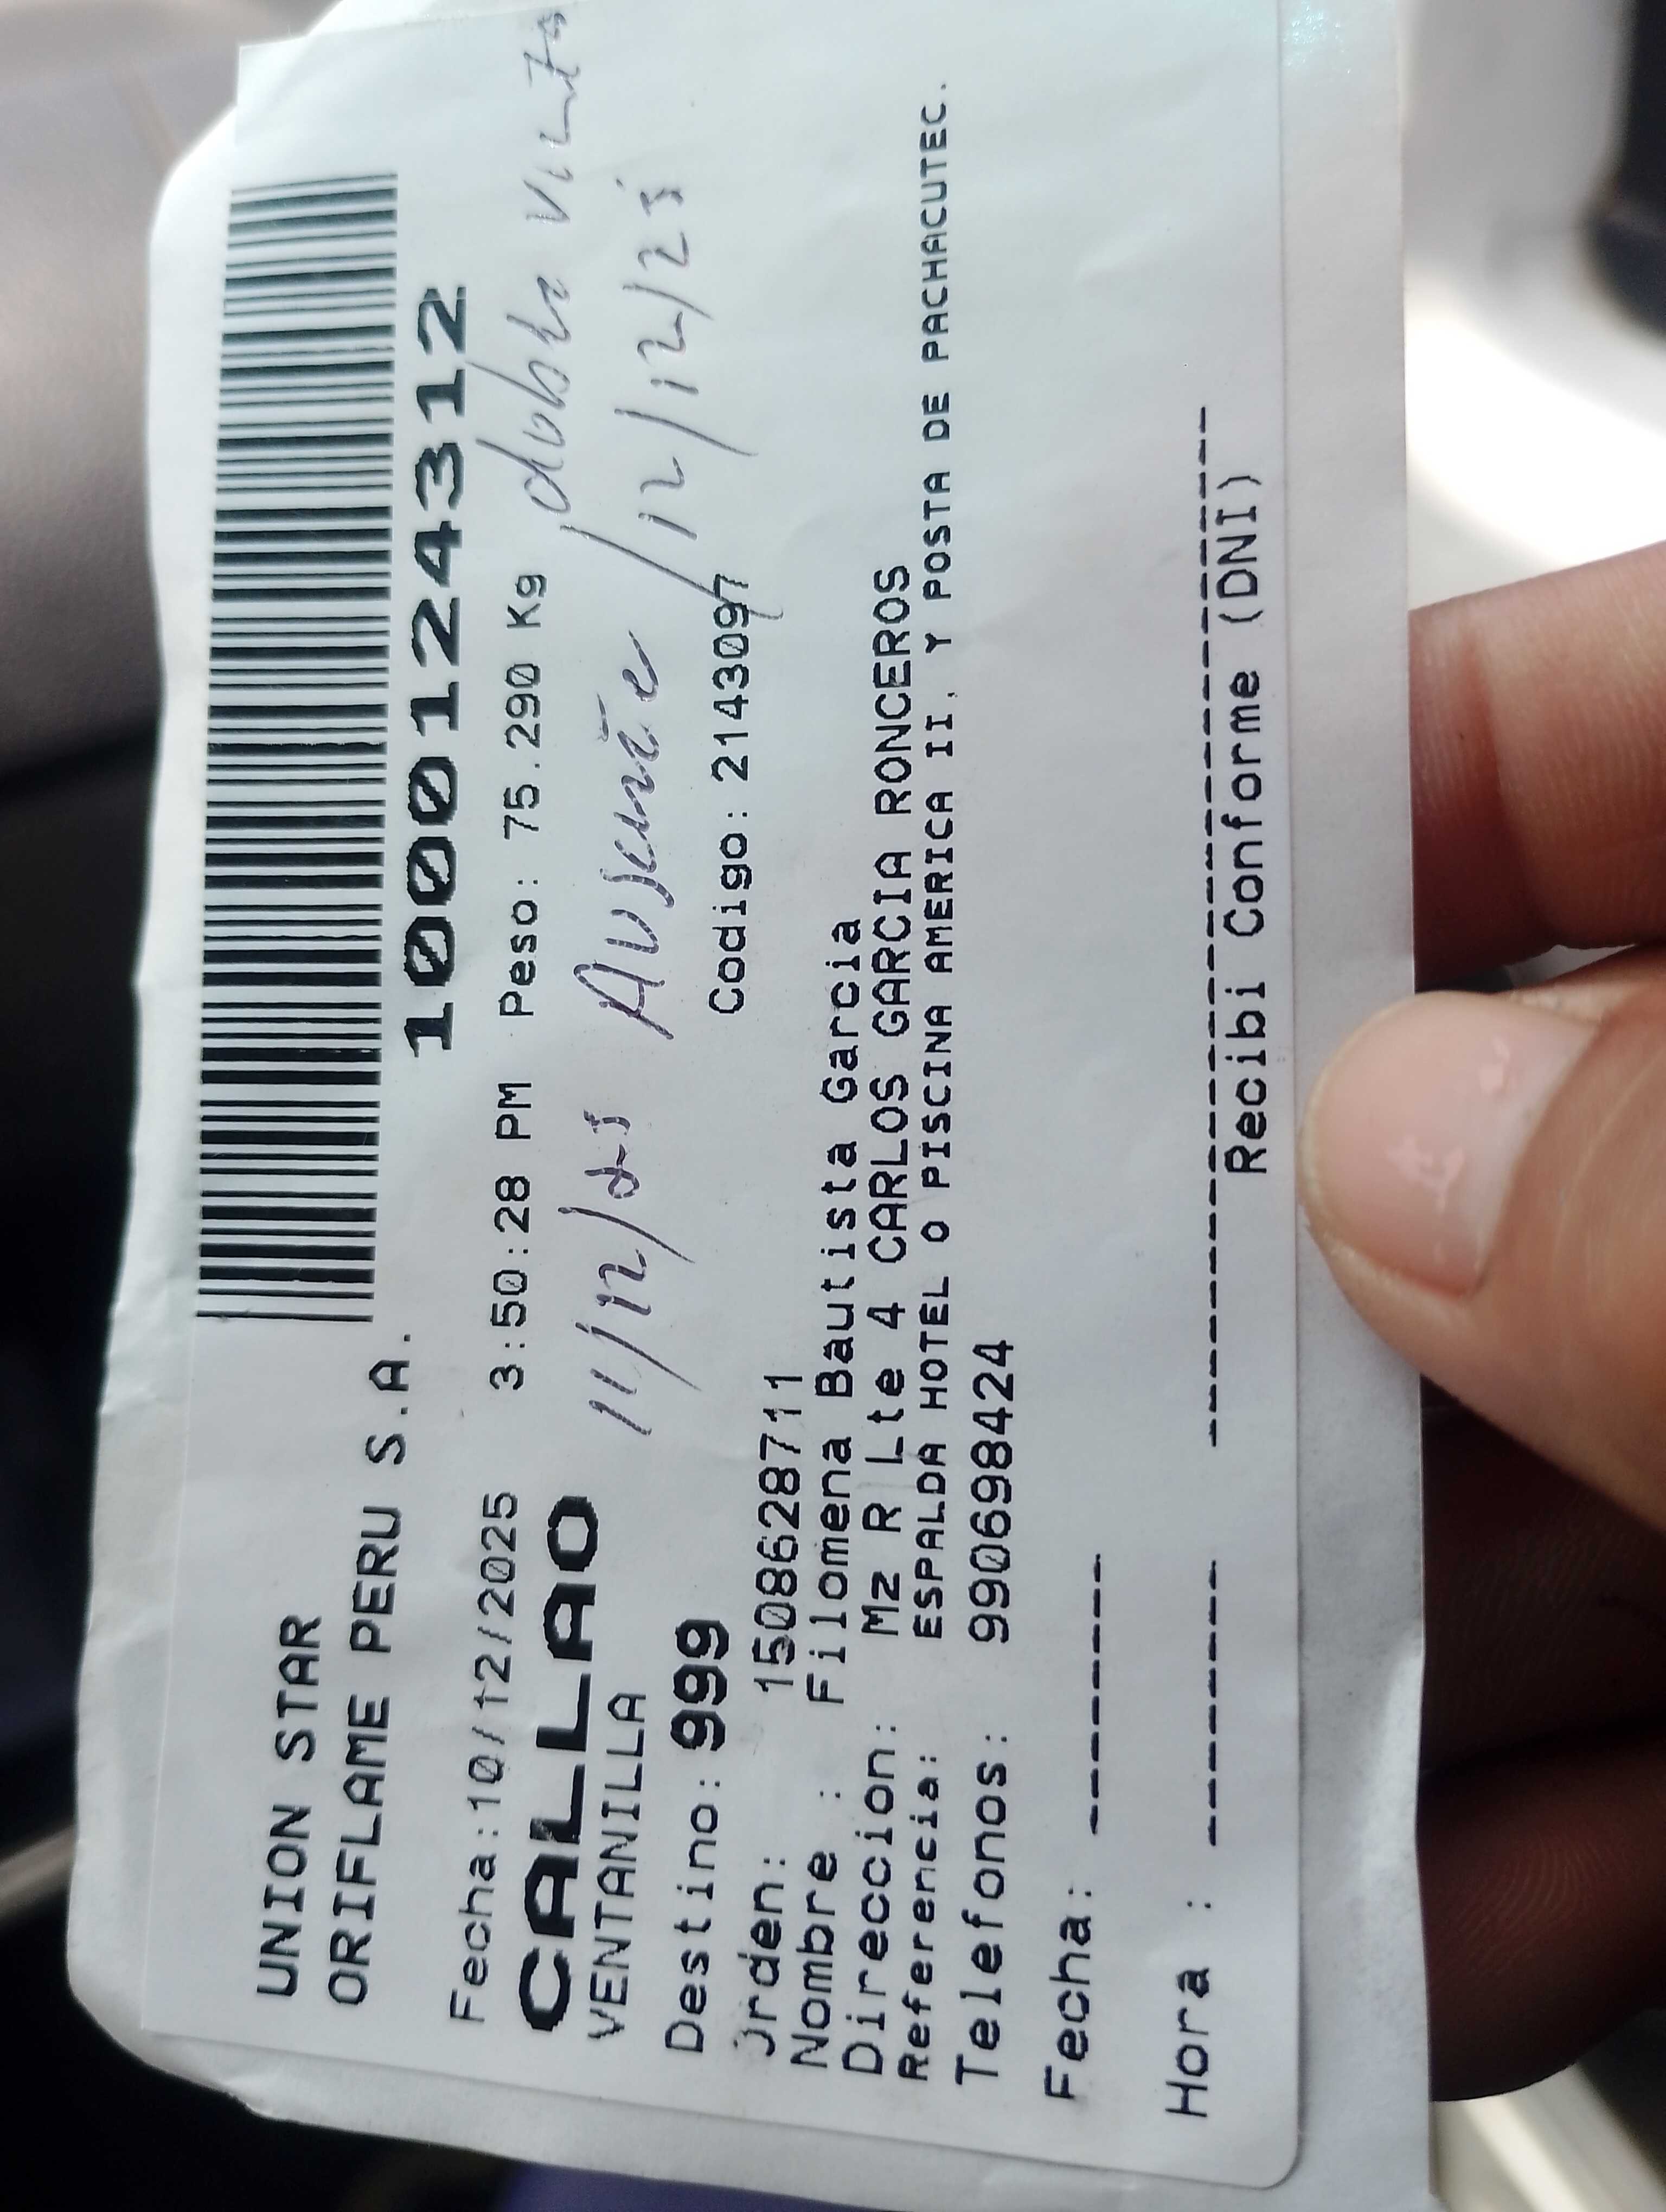 UNION STAR
ORIFLAME PERU S.A.
1000124312
Fecha:10/12/2025 3:50:28 PM Peso: 75.290 Kg
CALLAO
VENTANILLA
11/12/25 Ausente / doble visita
12/12/25
Destino: 999 Codigo: 2143097
Orden: 1508628711
Nombre : Filomena Bautista Garcia
Direccion: Mz R Lte 4 CARLOS GARCIA RONCEROS
Referencia: ESPALDA HOTEL O PISCINA AMERICA II. Y POSTA DE PACHACUTEC.
Telefonos: 990698424
Fecha: ---------
Hora : --------- ---------------------------------
Recibi Conforme (DNI)